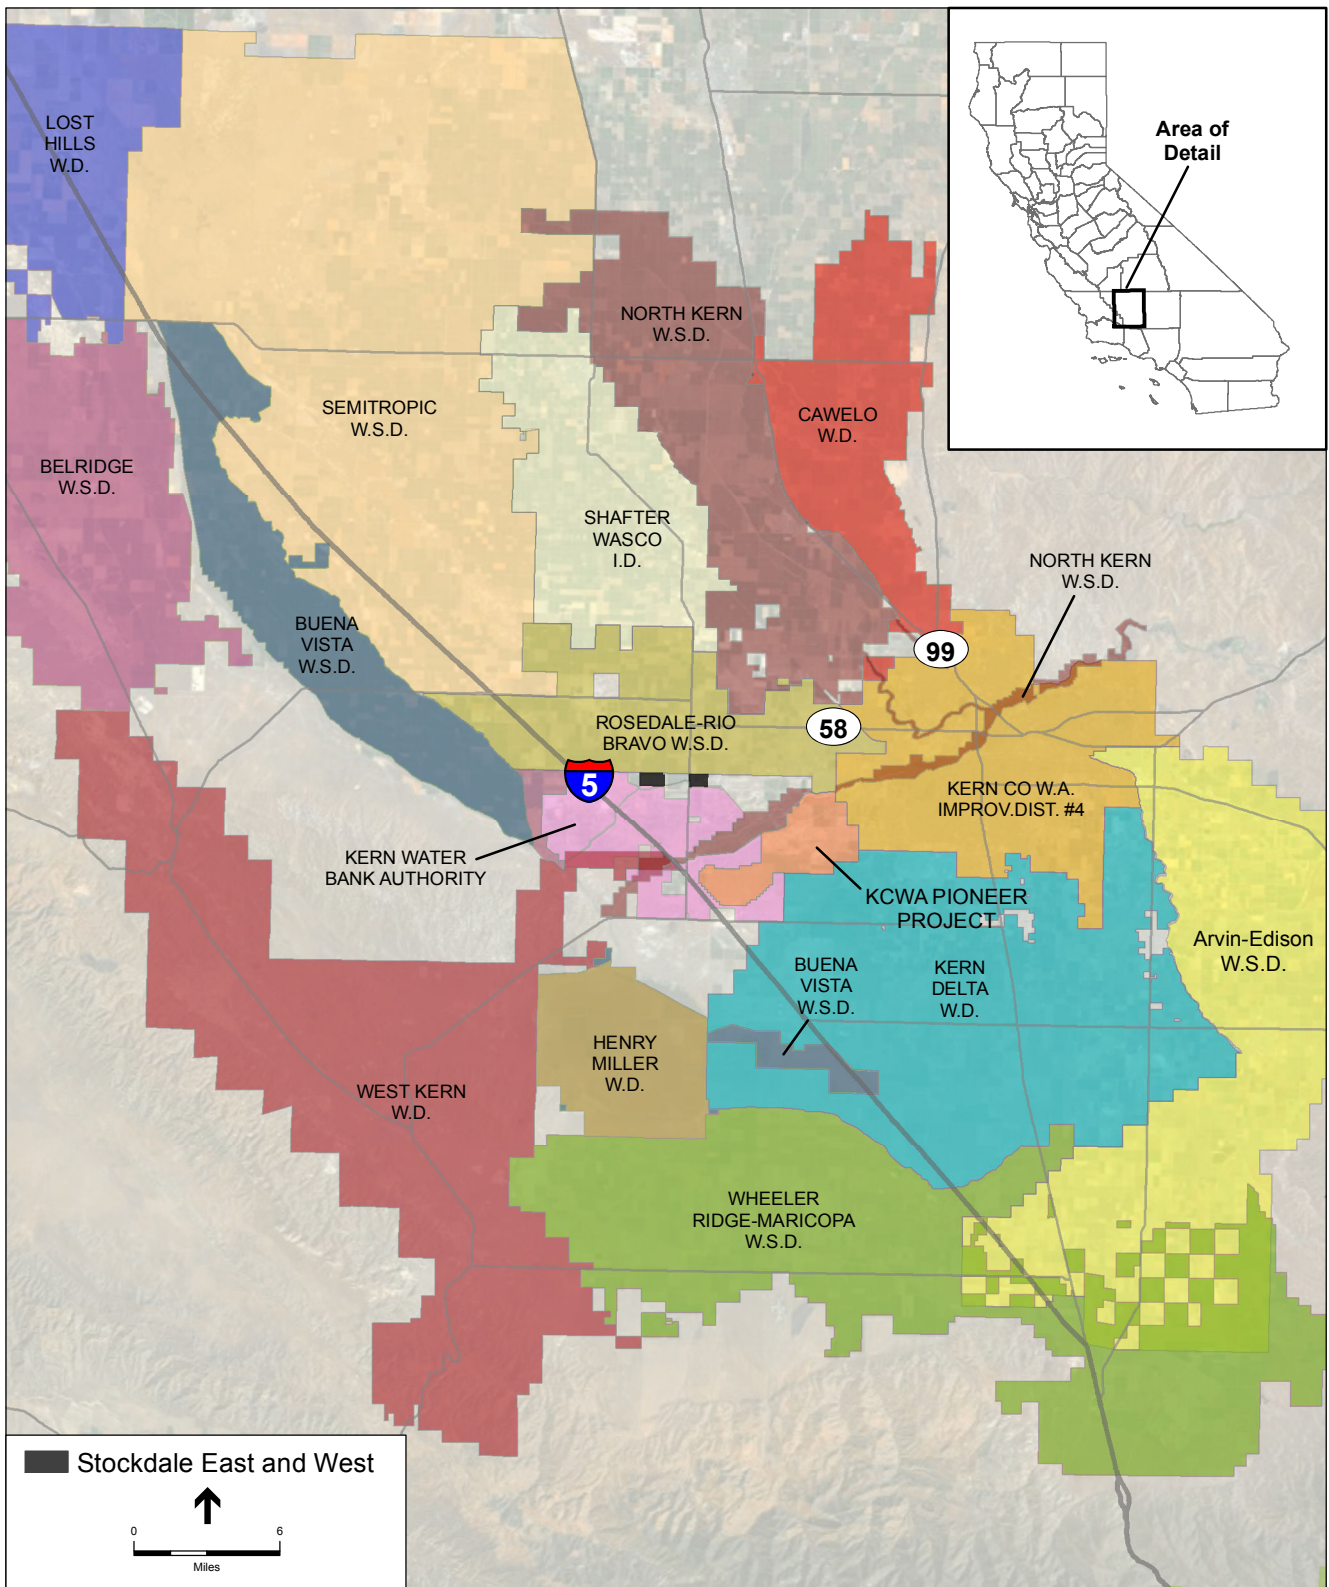 LOST
HILLS
W.D.
Area of
Detail
NORTH KERN
W.S.D.
SEMITROPIC
W.S.D.
CAWELO
W.D.
BELRIDGE
W.S.D.
SHAFTER
WASCO
I.D.
NORTH KERN
W.S.D.
BUENA
VISTA
W.S.D.
99
ROSEDALE-RIO
BRAVO W.S.D.
58
5
KERN CO W.A.
IMPROV.DIST. #4
KERN WATER
BANK AUTHORITY
KCWA PIONEER
PROJECT
Arvin-Edison
W.S.D.
BUENA
VISTA
W.S.D.
KERN
DELTA
W.D.
HENRY
MILLER
W.D.
WEST KERN
W.D.
WHEELER
RIDGE-MARICOPA
W.S.D.
Stockdale East and West
0 6
Miles